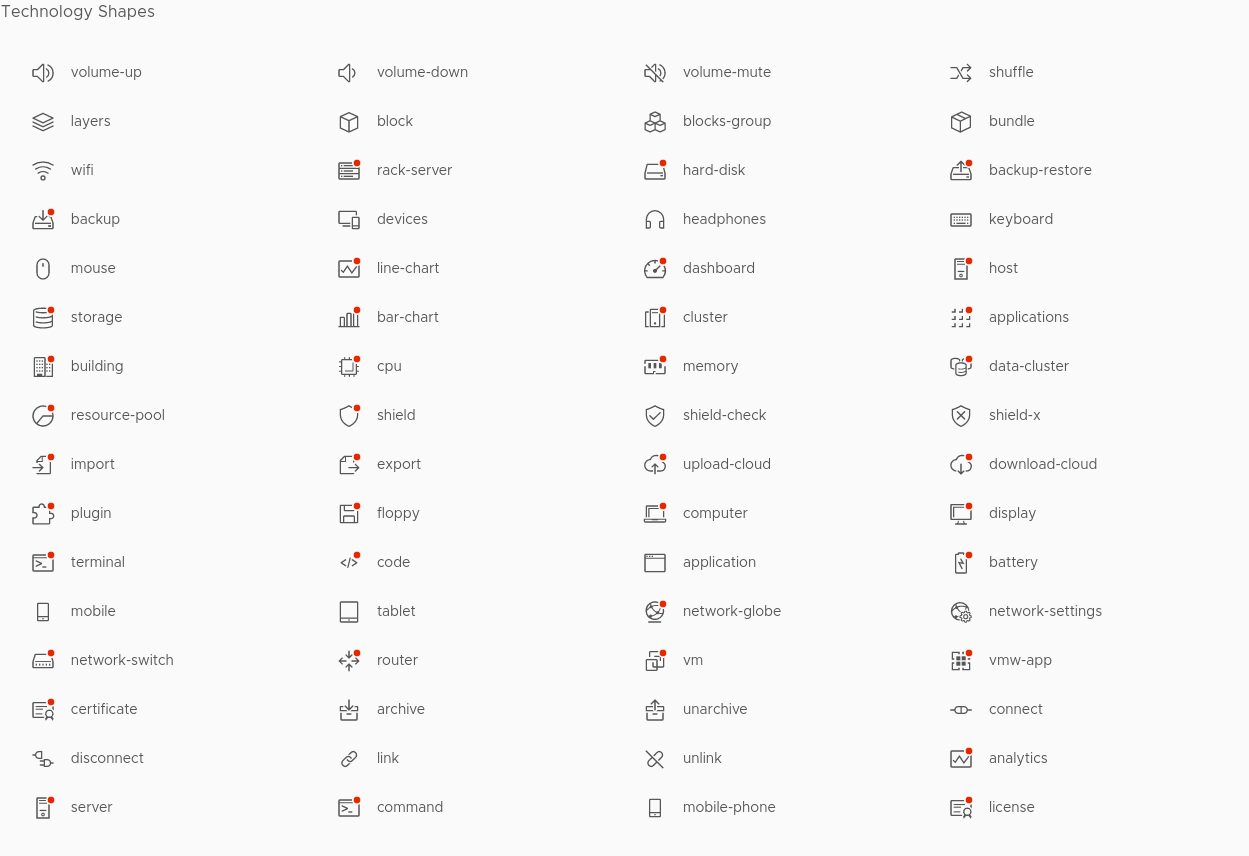 Technology Shapes
volume-up volume-down volume-mute shuffle
layers block blocks-group bundle
wifi rack-server hard-disk backup-restore
backup devices headphones keyboard
mouse line-chart dashboard host
storage bar-chart cluster applications
building cpu memory data-cluster
resource-pool shield shield-check shield-x
import export upload-cloud download-cloud
plugin floppy computer display
terminal code application battery
mobile tablet network-globe network-settings
network-switch router vm vmw-app
certificate archive unarchive connect
disconnect link unlink analytics
server command mobile-phone license